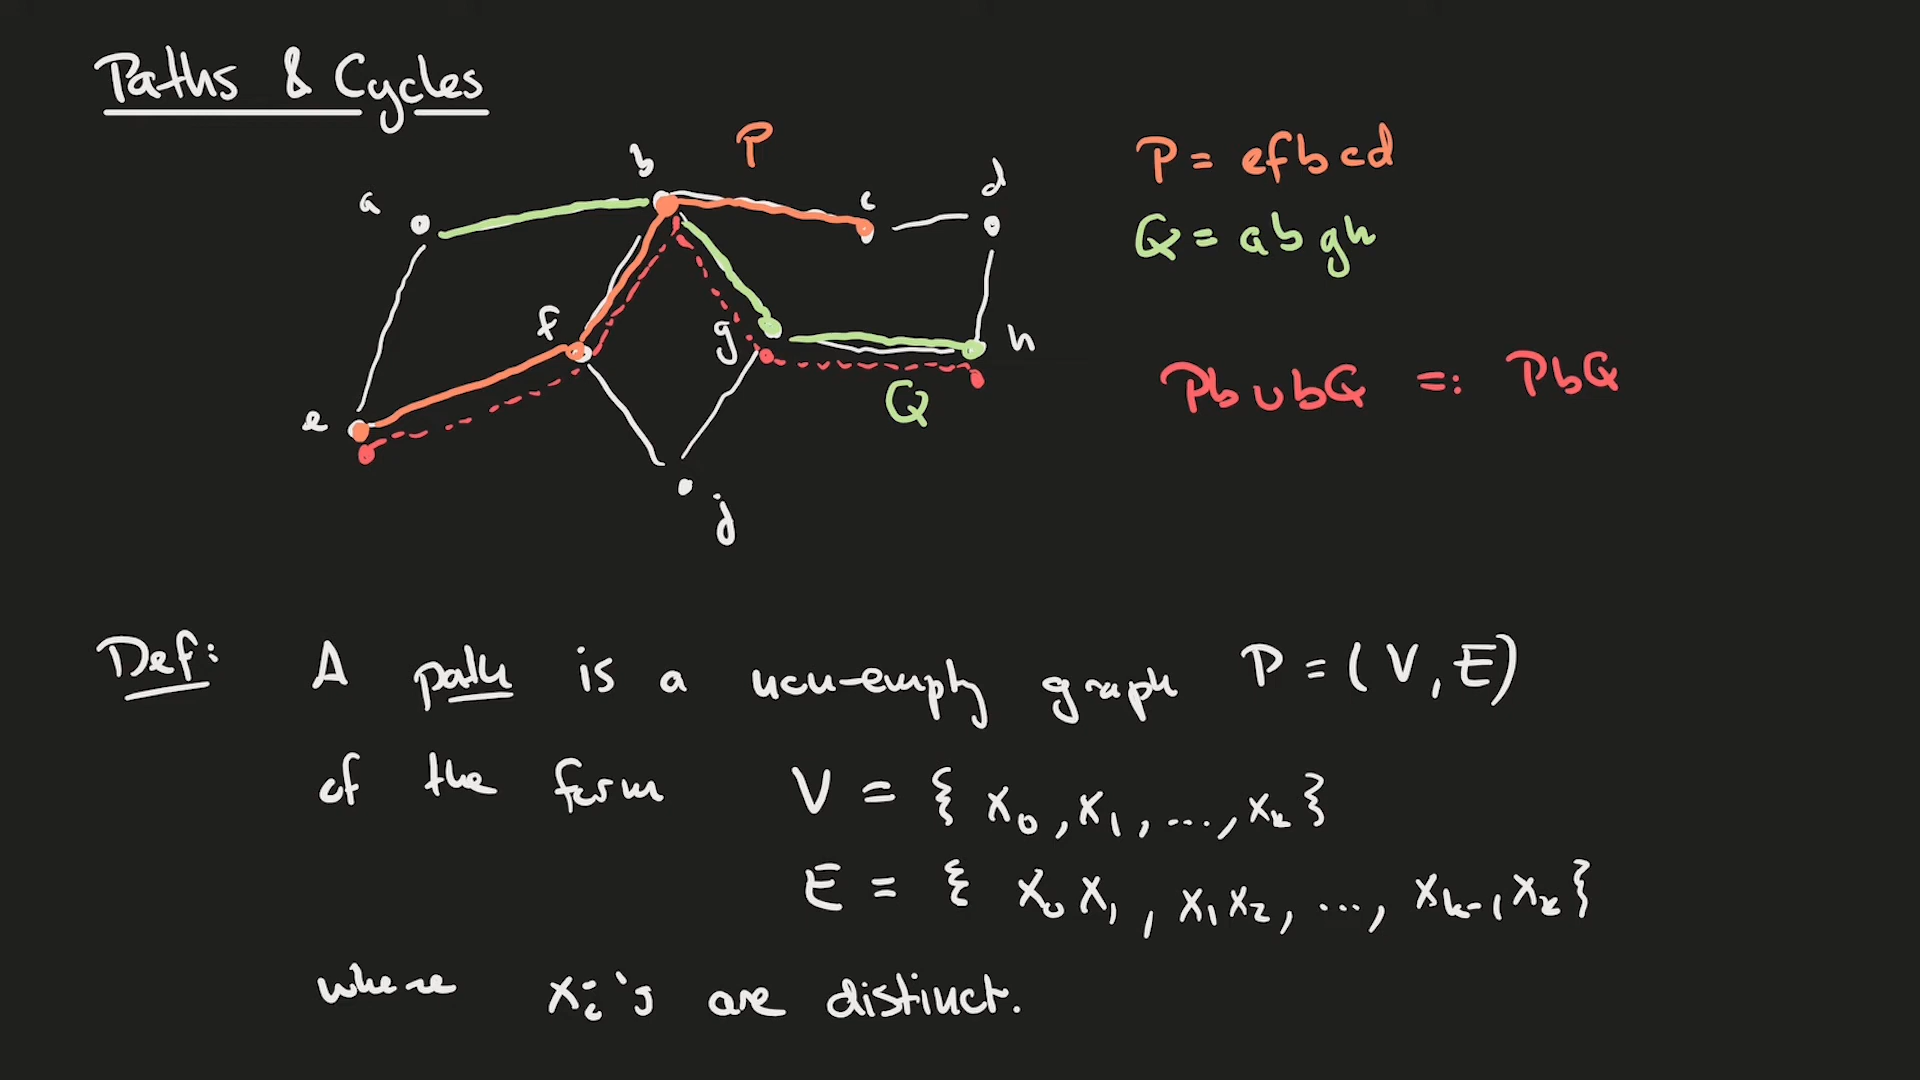 Paths & Cycles
P
b
a
c
d
f
g
h
e
Q
j
P = efbcd
Q = abgh
Pb ∪ bQ =: PbQ
Def: A path is a non-empty graph P = (V, E)
of the form V = { x₀, x₁, ..., xₖ }
E = { x₀x₁, x₁x₂, ..., xₖ₋₁xₖ }
where xᵢ's are distinct.